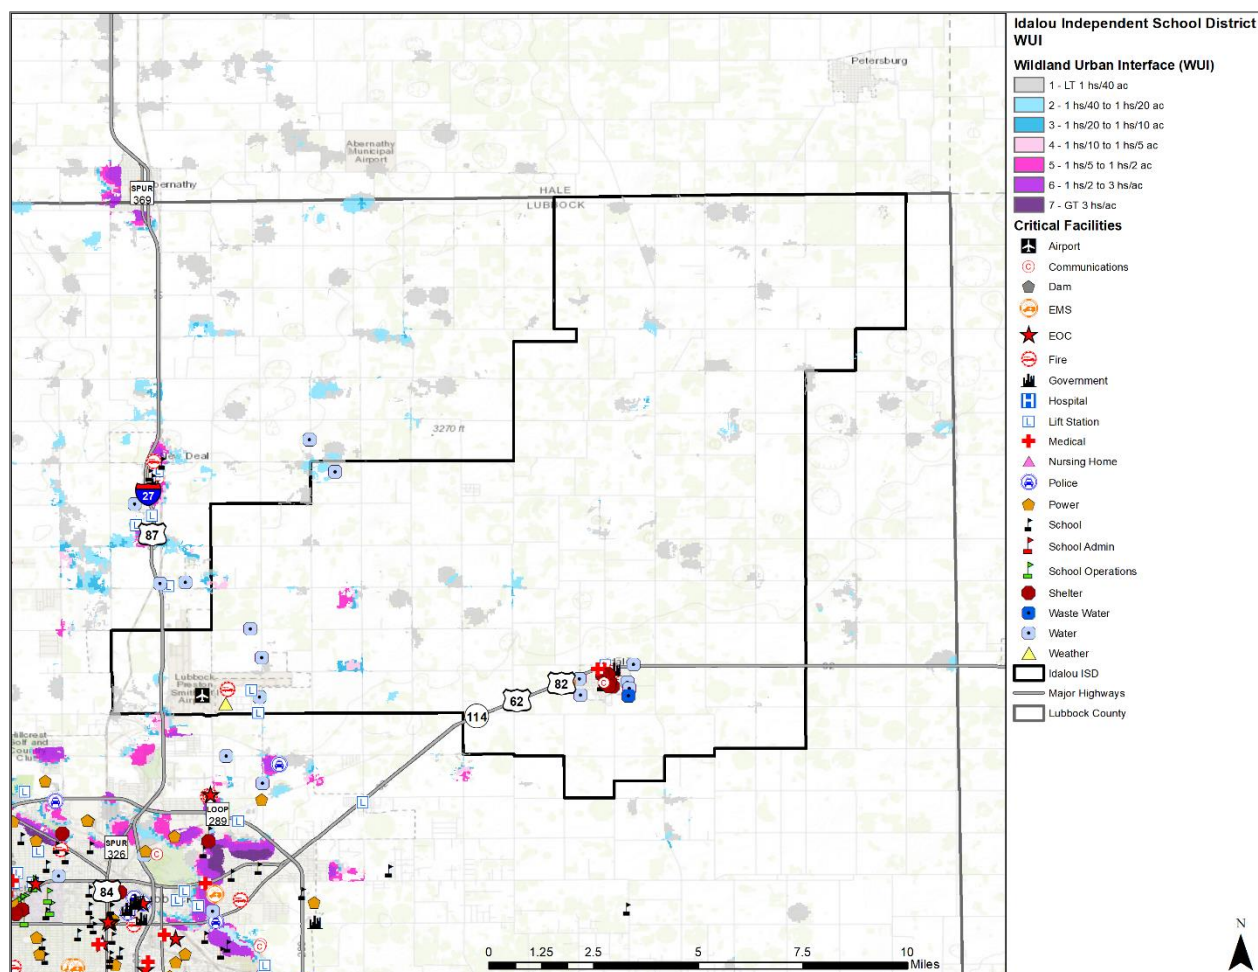 Idalou Independent School District
WUI
Wildland Urban Interface (WUI)
1 - LT 1 hs/40 ac
2 - 1 hs/40 to 1 hs/20 ac
3 - 1 hs/20 to 1 hs/10 ac
4 - 1 hs/10 to 1 hs/5 ac
5 - 1 hs/5 to 1 hs/2 ac
6 - 1 hs/2 to 3 hs/ac
7 - GT 3 hs/ac
Critical Facilities
Airport
Communications
Dam
EMS
EOC
Fire
Government
Hospital
Lift Station
Medical
Nursing Home
Police
Power
School
School Admin
School Operations
Shelter
Waste Water
Water
Weather
Idalou ISD
Major Highways
Lubbock County
Petersburg
Abernathy
Municipal
Airport
SPUR
369
HALE
LUBBOCK
3270 ft
Deal
27
87
Lubbock
Preston
Airport
82
62
114
LOOP
289
SPUR
326
84
0 1.25 2.5 5 7.5 10
Miles
N